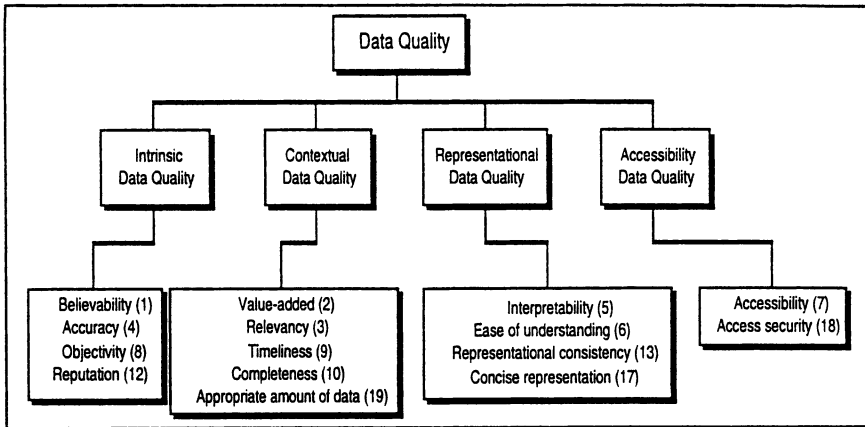 Data Quality
Intrinsic
Data Quality
Contextual
Data Quality
Representational
Data Quality
Accessibility
Data Quality
Believability (1)
Accuracy (4)
Objectivity (8)
Reputation (12)
Value-added (2)
Relevancy (3)
Timeliness (9)
Completeness (10)
Appropriate amount of data (19)
Interpretability (5)
Ease of understanding (6)
Representational consistency (13)
Concise representation (17)
Accessibility (7)
Access security (18)